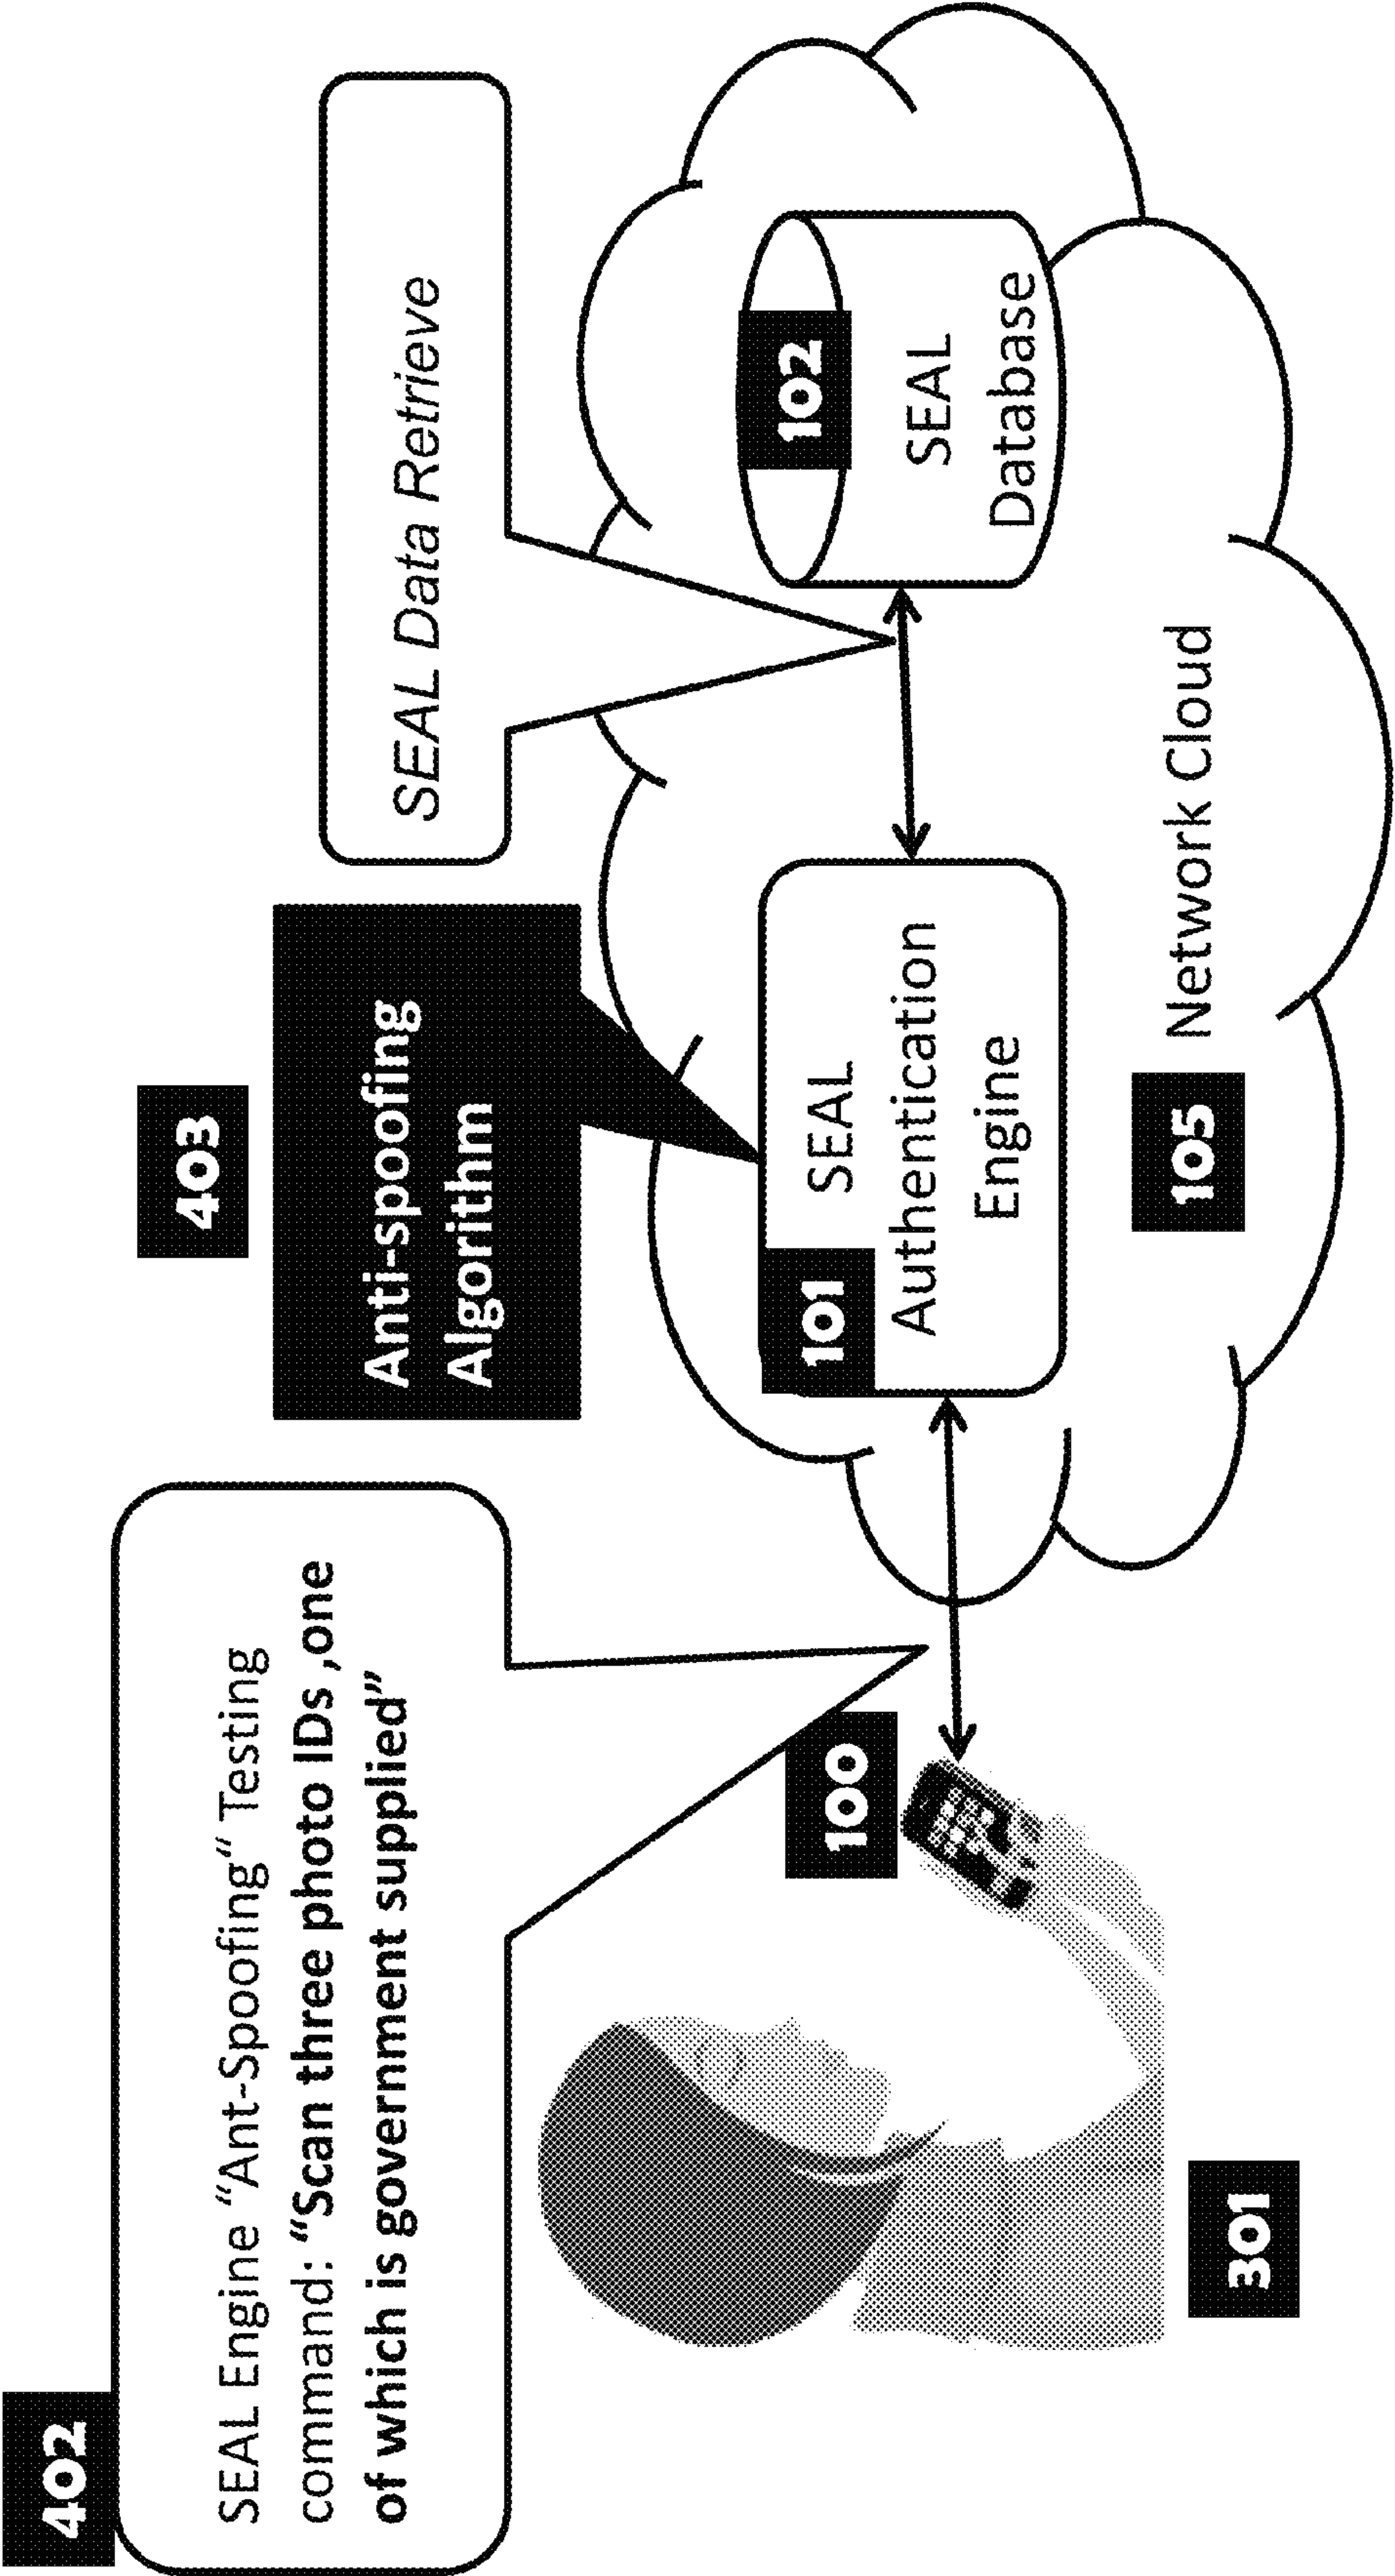 402
SEAL Engine “Ant-Spoofing“ Testing
command: “Scan three photo IDs ,one
of which is government supplied”
403
Anti-spoofing
Algorithm
SEAL Data Retrieve
100
301
101
SEAL
Authentication
Engine
102
SEAL
Database
105
Network Cloud